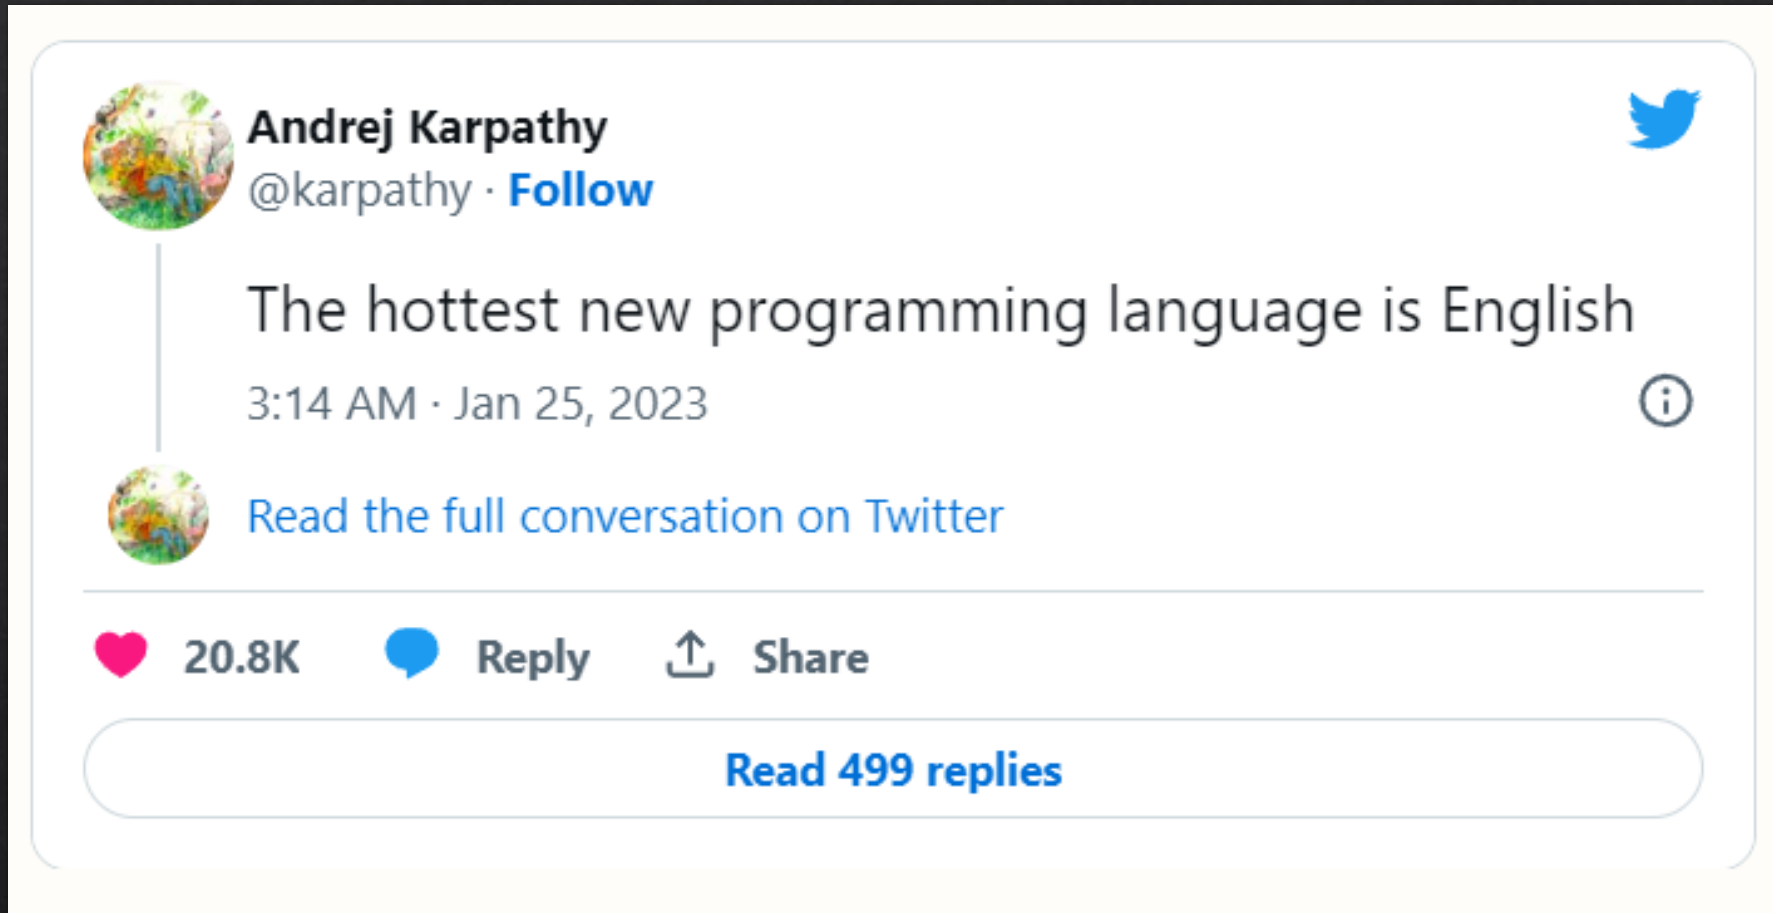 Andrej Karpathy
@karpathy · Follow
The hottest new programming language is English
3:14 AM · Jan 25, 2023
Read the full conversation on Twitter
20.8K Reply Share
Read 499 replies